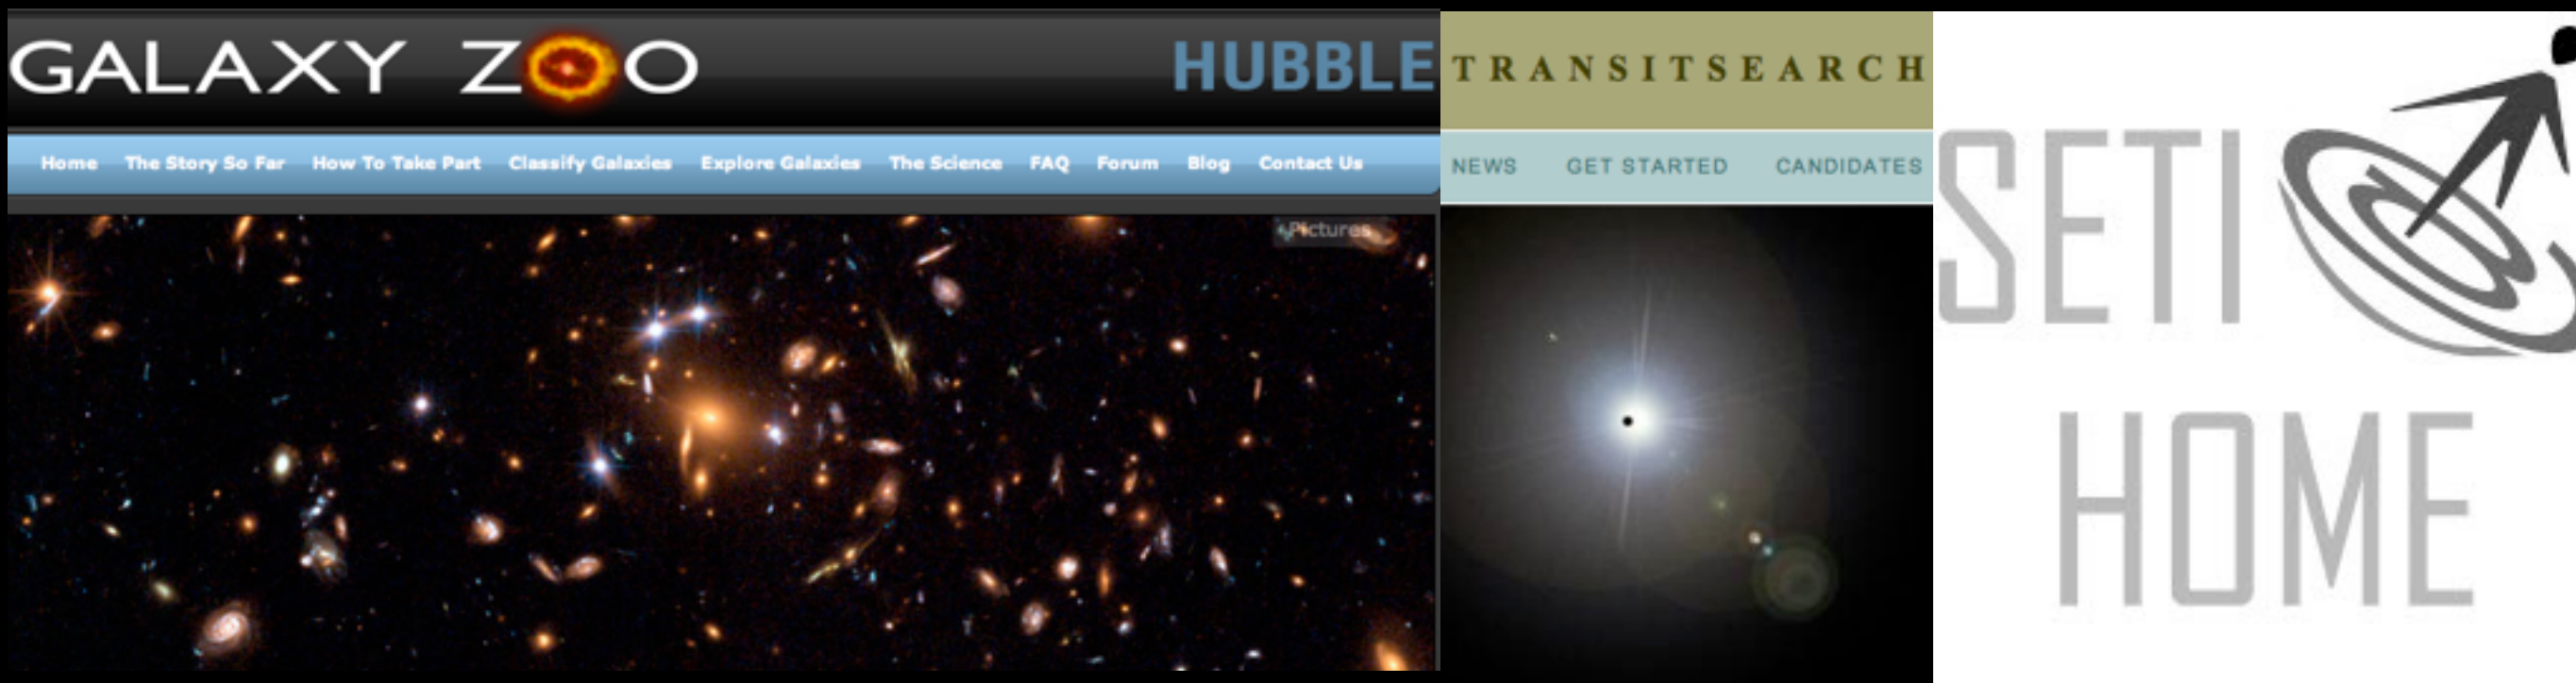 GALAXY ZOO
HUBBLE
Home The Story So Far How To Take Part Classify Galaxies Explore Galaxies The Science FAQ Forum Blog Contact Us
Pictures
TRANSITSEARCH
NEWS GET STARTED CANDIDATES
SETI@
HOME